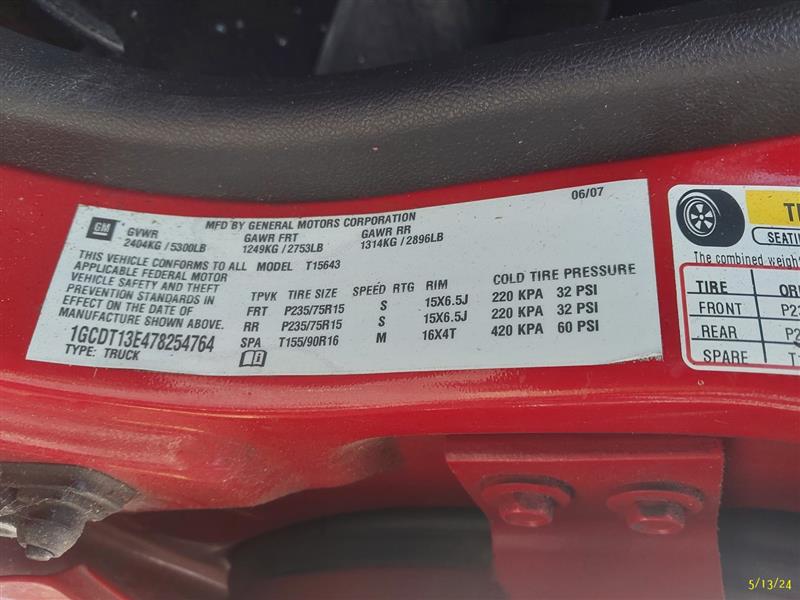 06/07
MFD BY GENERAL MOTORS CORPORATION
GM
GVWR GAWR FRT GAWR RR
2404KG / 5300LB 1249KG / 2753LB 1314KG / 2896LB
THIS VEHICLE CONFORMS TO ALL MODEL T15643
APPLICABLE FEDERAL MOTOR
VEHICLE SAFETY AND THEFT
PREVENTION STANDARDS IN
EFFECT ON THE DATE OF
MANUFACTURE SHOWN ABOVE.
1GCDT13E478254764
TYPE: TRUCK
TPVK TIRE SIZE SPEED RTG RIM COLD TIRE PRESSURE
FRT P235/75R15 S 15X6.5J 220 KPA 32 PSI
RR P235/75R15 S 15X6.5J 220 KPA 32 PSI
SPA T155/90R16 M 16X4T 420 KPA 60 PSI
SEATI
The combined weigh
TIRE
FRONT
REAR
SPARE
5/13/24